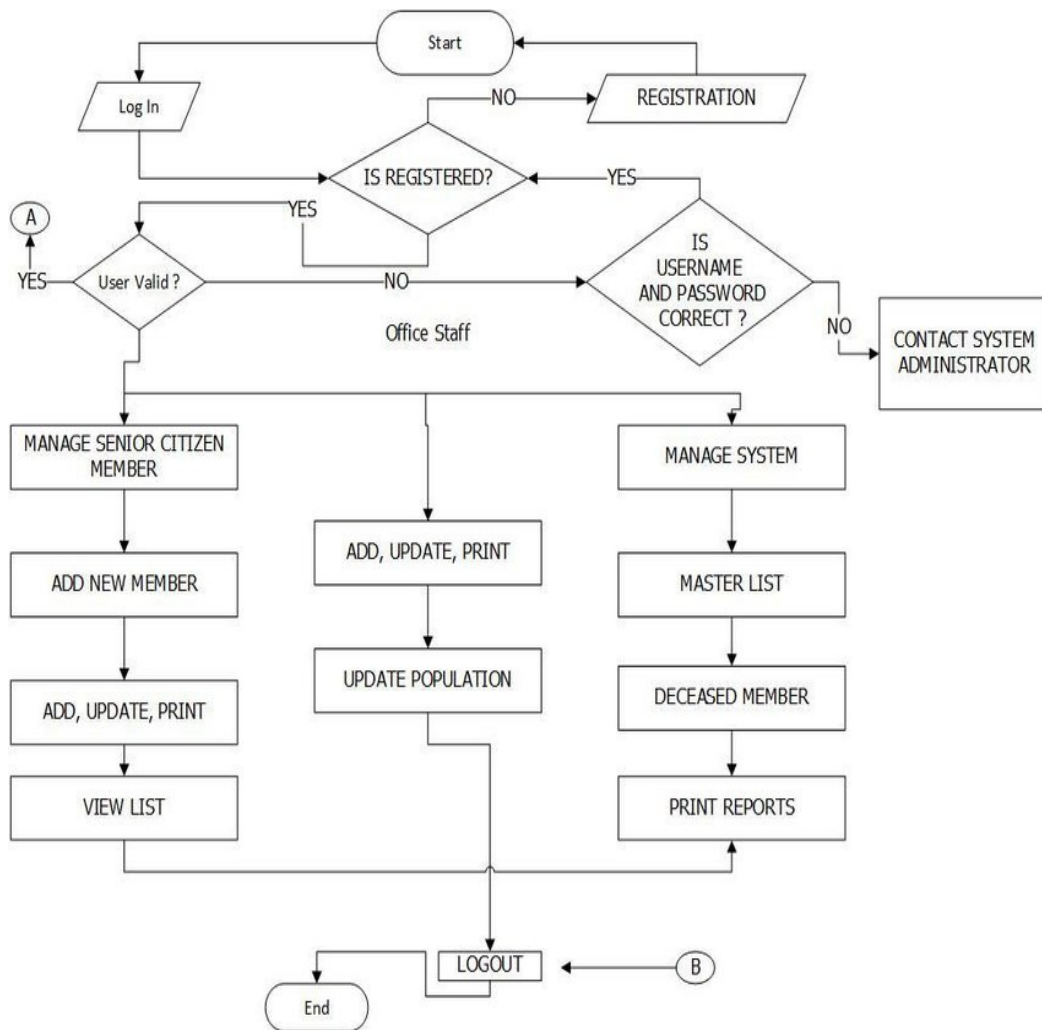 Start
Log In
NO
REGISTRATION
IS REGISTERED?
YES
YES
A
YES
User Valid ?
NO
IS
USERNAME
AND PASSWORD
CORRECT ?
NO
CONTACT SYSTEM
ADMINISTRATOR
Office Staff
MANAGE SENIOR CITIZEN
MEMBER
MANAGE SYSTEM
ADD NEW MEMBER
ADD, UPDATE, PRINT
MASTER LIST
ADD, UPDATE, PRINT
UPDATE POPULATION
DECEASED MEMBER
VIEW LIST
PRINT REPORTS
LOGOUT
B
End